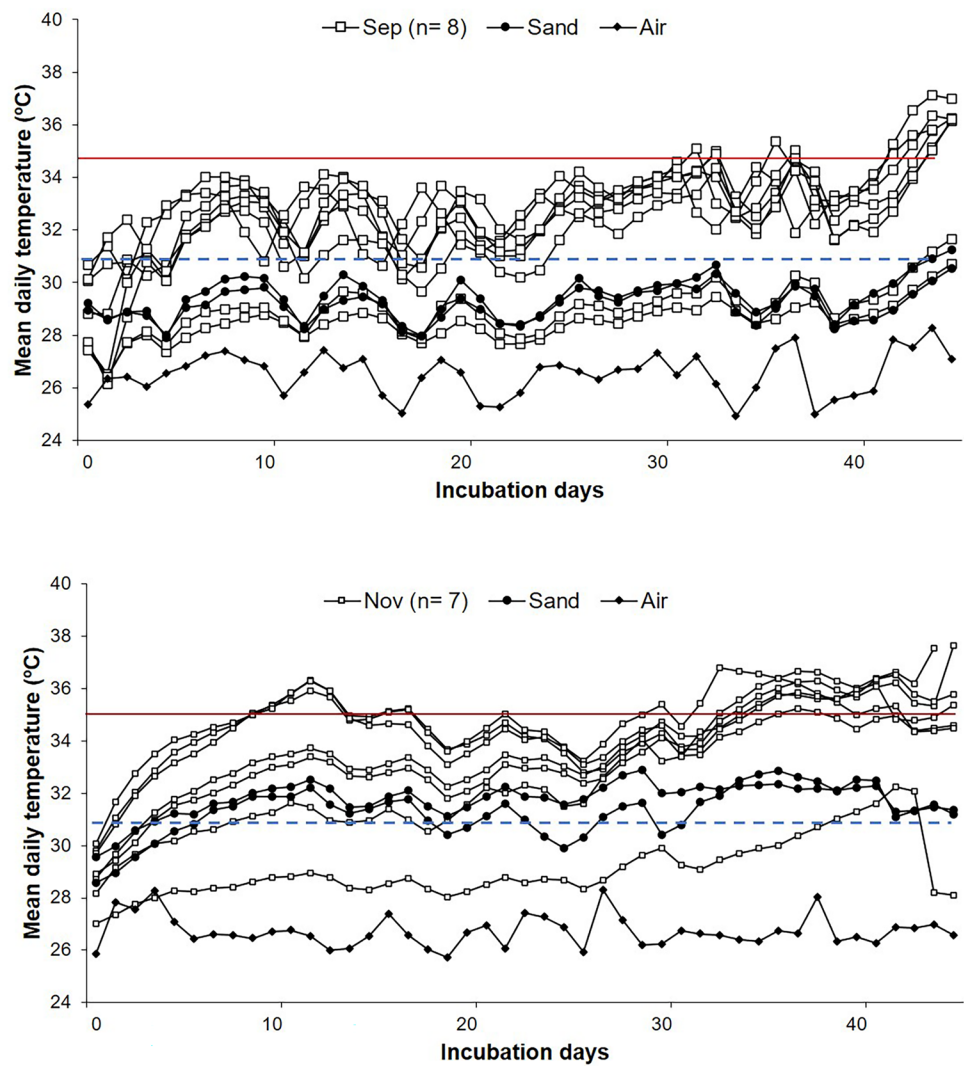 40
Sep (n= 8) Sand Air
38
36
34
32
30
28
26
24
Mean daily temperature (ºC)
0 10 20 30 40
Incubation days
40
Nov (n= 7) Sand Air
38
36
34
32
30
28
26
24
Mean daily temperature (ºC)
0 10 20 30 40
Incubation days